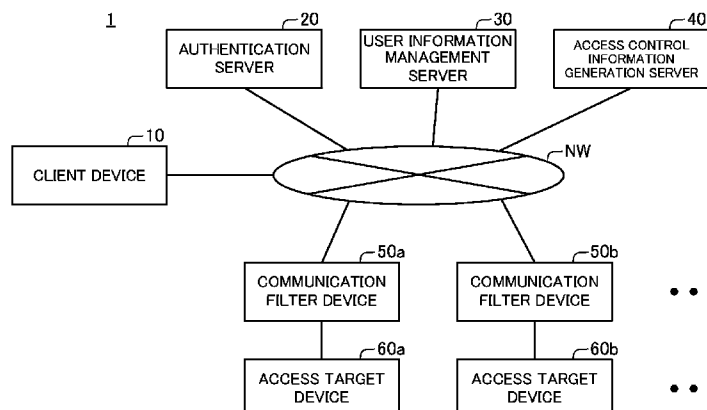 1
20
AUTHENTICATION
SERVER
30
USER INFORMATION
MANAGEMENT
SERVER
40
ACCESS CONTROL
INFORMATION
GENERATION SERVER
10
CLIENT DEVICE
NW
50a
COMMUNICATION
FILTER DEVICE
50b
COMMUNICATION
FILTER DEVICE
60a
ACCESS TARGET
DEVICE
60b
ACCESS TARGET
DEVICE